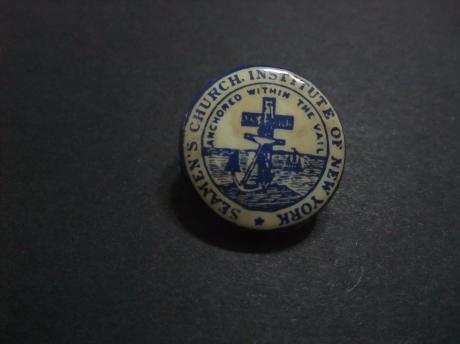 SEAMEN'S CHURCH INSTITUTE OF NEW YORK
ANCHORED WITHIN THE VAIL